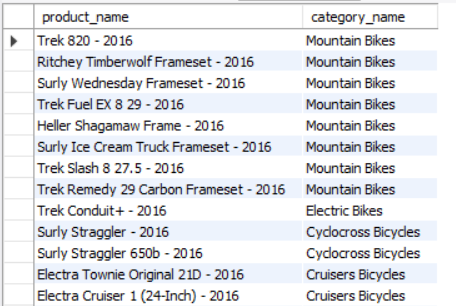 product_name category_name
Trek 820 - 2016 Mountain Bikes
Ritchey Timberwolf Frameset - 2016 Mountain Bikes
Surly Wednesday Frameset - 2016 Mountain Bikes
Trek Fuel EX 8 29 - 2016 Mountain Bikes
Heller Shagamaw Frame - 2016 Mountain Bikes
Surly Ice Cream Truck Frameset - 2016 Mountain Bikes
Trek Slash 8 27.5 - 2016 Mountain Bikes
Trek Remedy 29 Carbon Frameset - 2016 Mountain Bikes
Trek Conduit+ - 2016 Electric Bikes
Surly Straggler - 2016 Cyclocross Bicycles
Surly Straggler 650b - 2016 Cyclocross Bicycles
Electra Townie Original 21D - 2016 Cruisers Bicycles
Electra Cruiser 1 (24-Inch) - 2016 Cruisers Bicycles